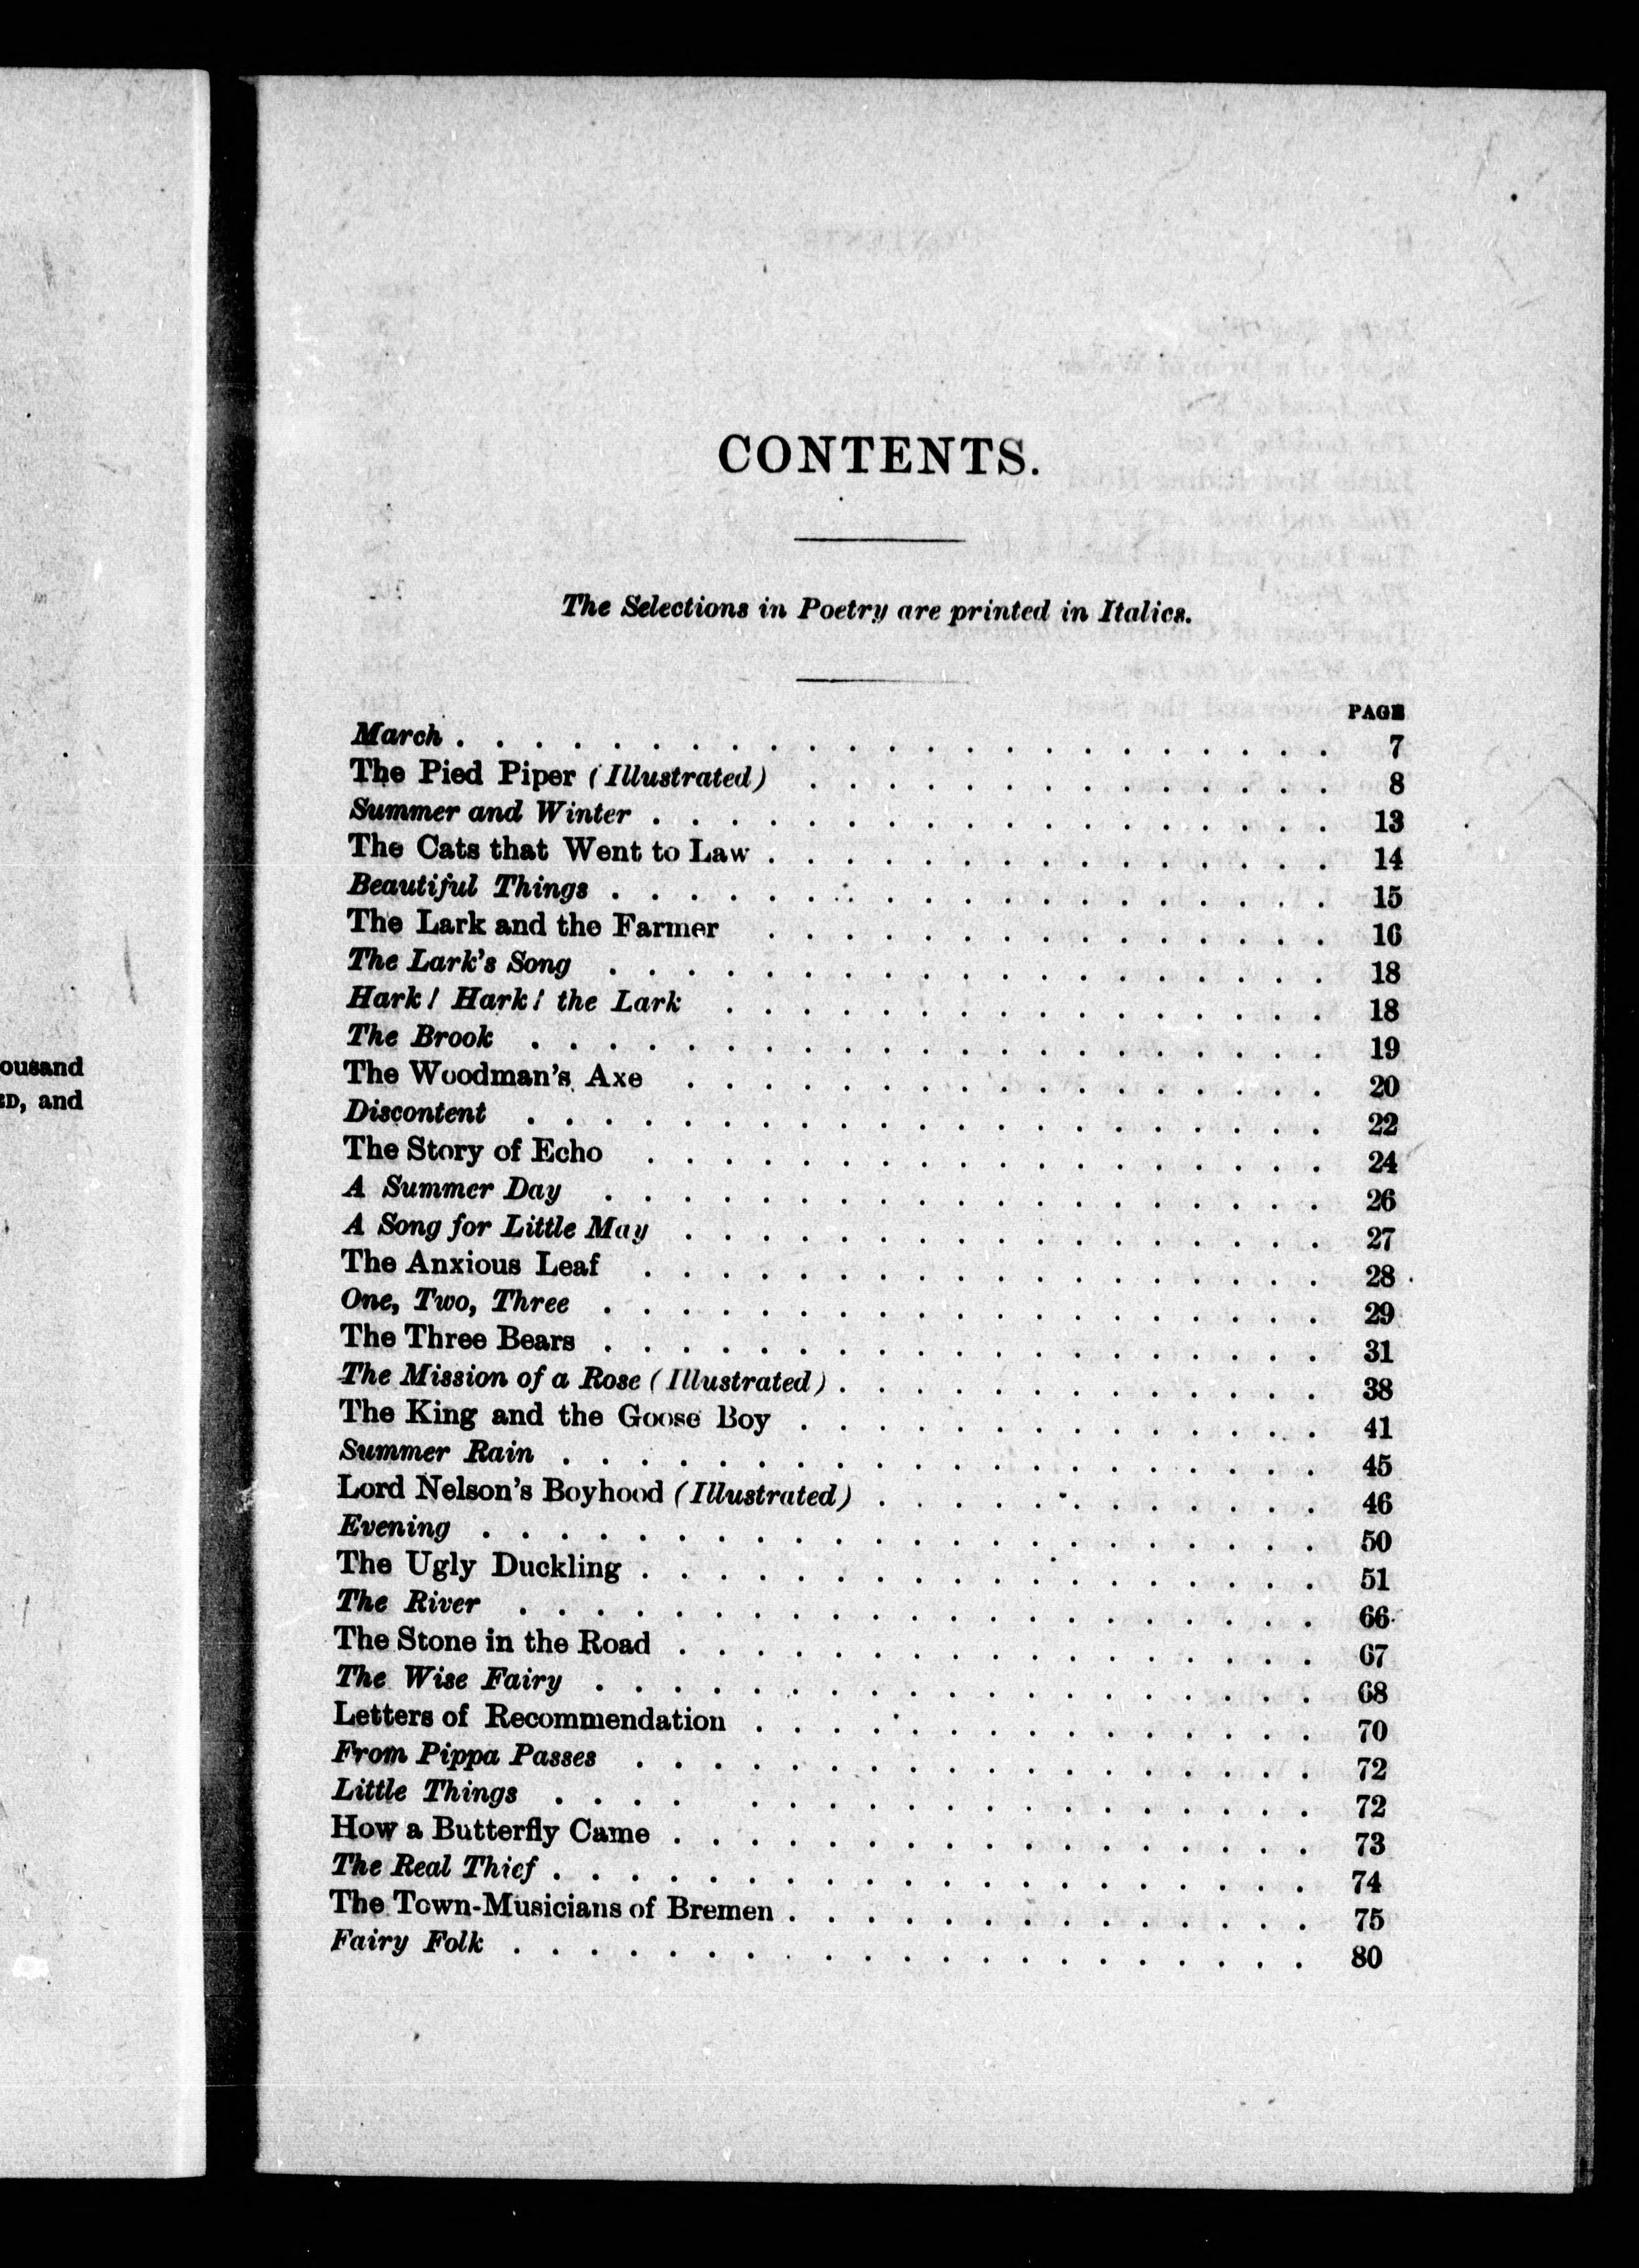 ousand
RD, and
CONTENTS.
The Selections in Poetry are printed in Italics.
PAGE
March . . . . . . . . . . . . . . . . . . . . . . . 7
The Pied Piper (Illustrated) . . . . . . . . . . . . . . 8
Summer and Winter . . . . . . . . . . . . . . . . . . 13
The Cats that Went to Law . . . . . . . . . . . . . . . 14
Beautiful Things . . . . . . . . . . . . . . . . . . . 15
The Lark and the Farmer . . . . . . . . . . . . . . . 16
The Lark's Song . . . . . . . . . . . . . . . . . . . 18
Hark! Hark! the Lark . . . . . . . . . . . . . . . . 18
The Brook . . . . . . . . . . . . . . . . . . . . . 19
The Woodman's Axe . . . . . . . . . . . . . . . . . 20
Discontent . . . . . . . . . . . . . . . . . . . . . 22
The Story of Echo . . . . . . . . . . . . . . . . . . 24
A Summer Day . . . . . . . . . . . . . . . . . . . 26
A Song for Little May . . . . . . . . . . . . . . . . . 27
The Anxious Leaf . . . . . . . . . . . . . . . . . . 28
One, Two, Three . . . . . . . . . . . . . . . . . . . 29
The Three Bears . . . . . . . . . . . . . . . . . . . 31
The Mission of a Rose (Illustrated) . . . . . . . . . . . . . 38
The King and the Goose Boy . . . . . . . . . . . . . . 41
Summer Rain . . . . . . . . . . . . . . . . . . . . 45
Lord Nelson's Boyhood (Illustrated) . . . . . . . . . . . . 46
Evening . . . . . . . . . . . . . . . . . . . . . . 50
The Ugly Duckling . . . . . . . . . . . . . . . . . . 51
The River . . . . . . . . . . . . . . . . . . . . . 66
The Stone in the Road . . . . . . . . . . . . . . . . . 67
The Wise Fairy . . . . . . . . . . . . . . . . . . . 68
Letters of Recommendation . . . . . . . . . . . . . . . 70
From Pippa Passes . . . . . . . . . . . . . . . . . . 72
Little Things . . . . . . . . . . . . . . . . . . . 72
How a Butterfly Came . . . . . . . . . . . . . . . . . 73
The Real Thief . . . . . . . . . . . . . . . . . . . . 74
The Town-Musicians of Bremen . . . . . . . . . . . . . . 75
Fairy Folk . . . . . . . . . . . . . . . . . . . . . 80